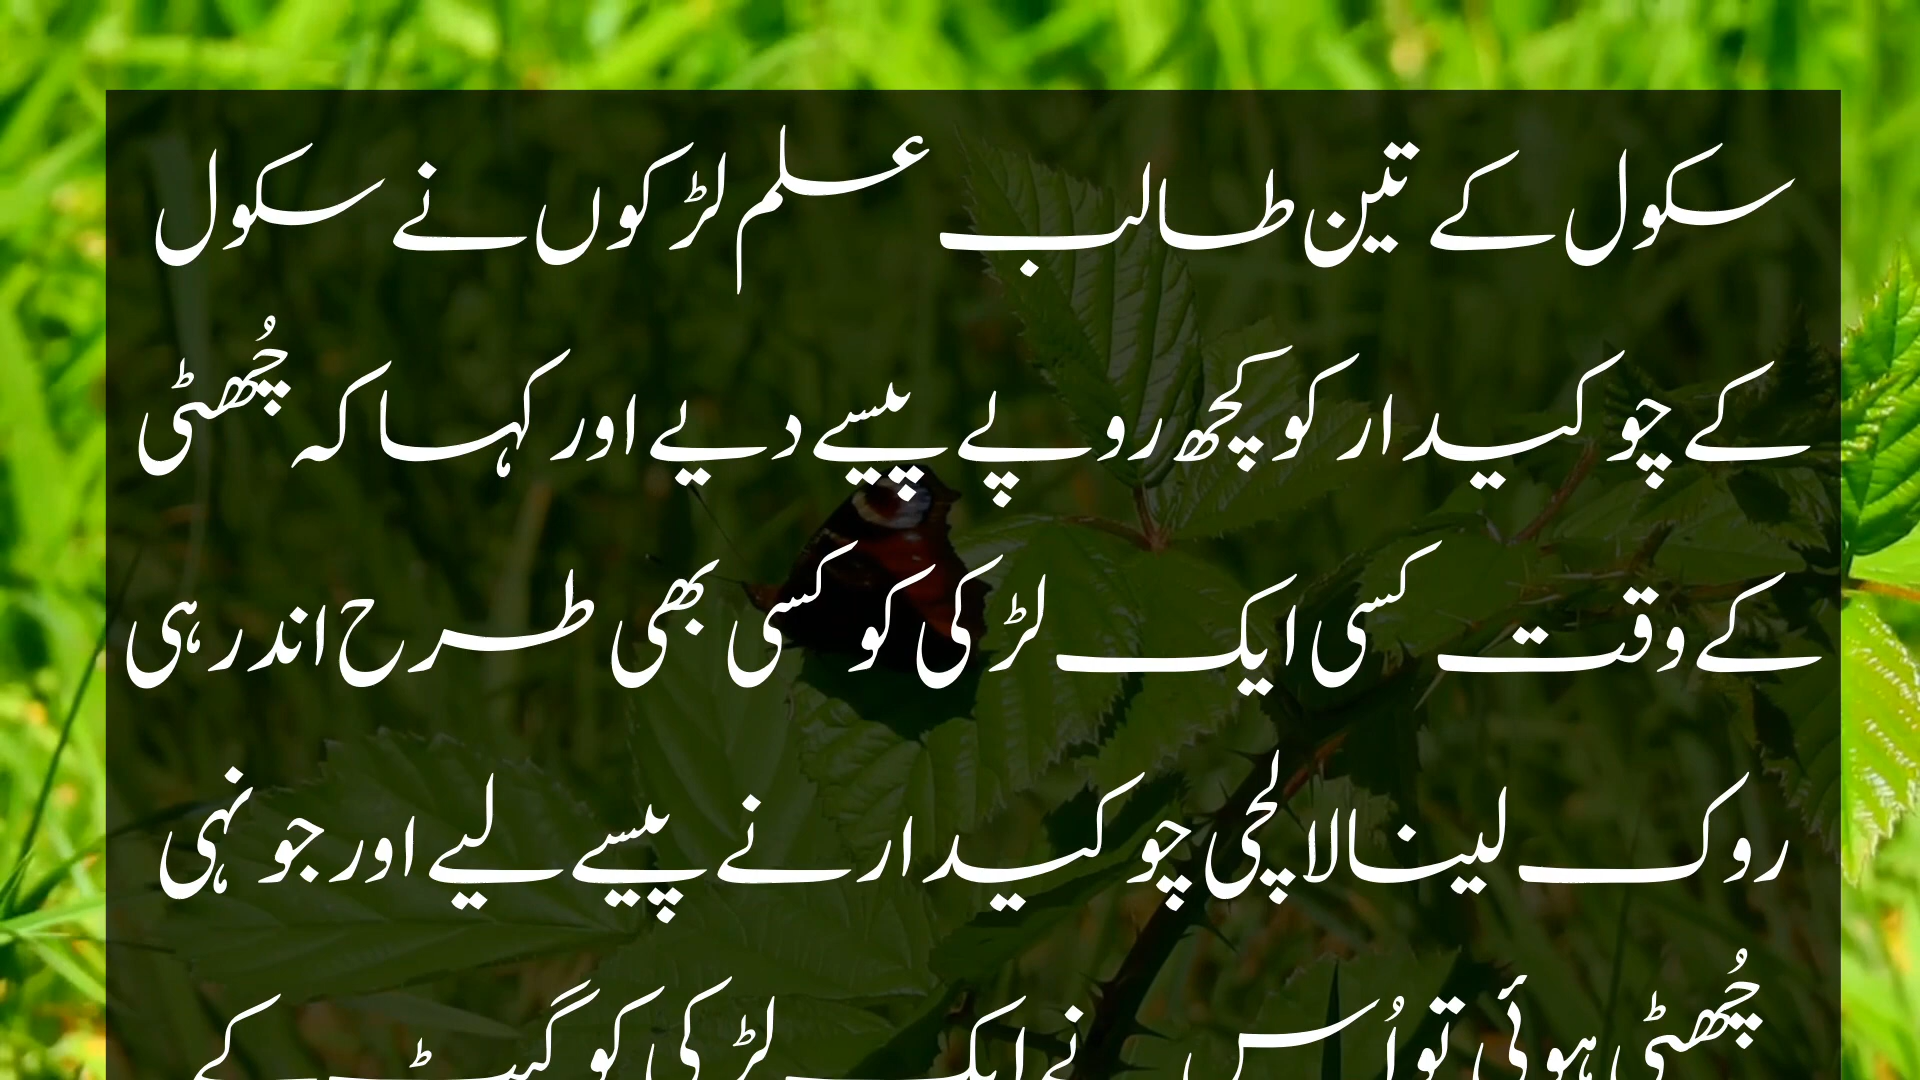 سکول کے تین طالب علم لڑکوں نے سکول
کے چوکیدار کو کچھ روپے پیسے دیے اور کہا کہ چُھٹی
کے وقت کسی ایک لڑکی کو کسی بھی طرح اندر ہی
روک لینا لالچی چوکیدار نے پیسے لیے اور جو نہی
چُھٹی ہوئی تو اُس نے ایک لڑکی کو گیٹ کے